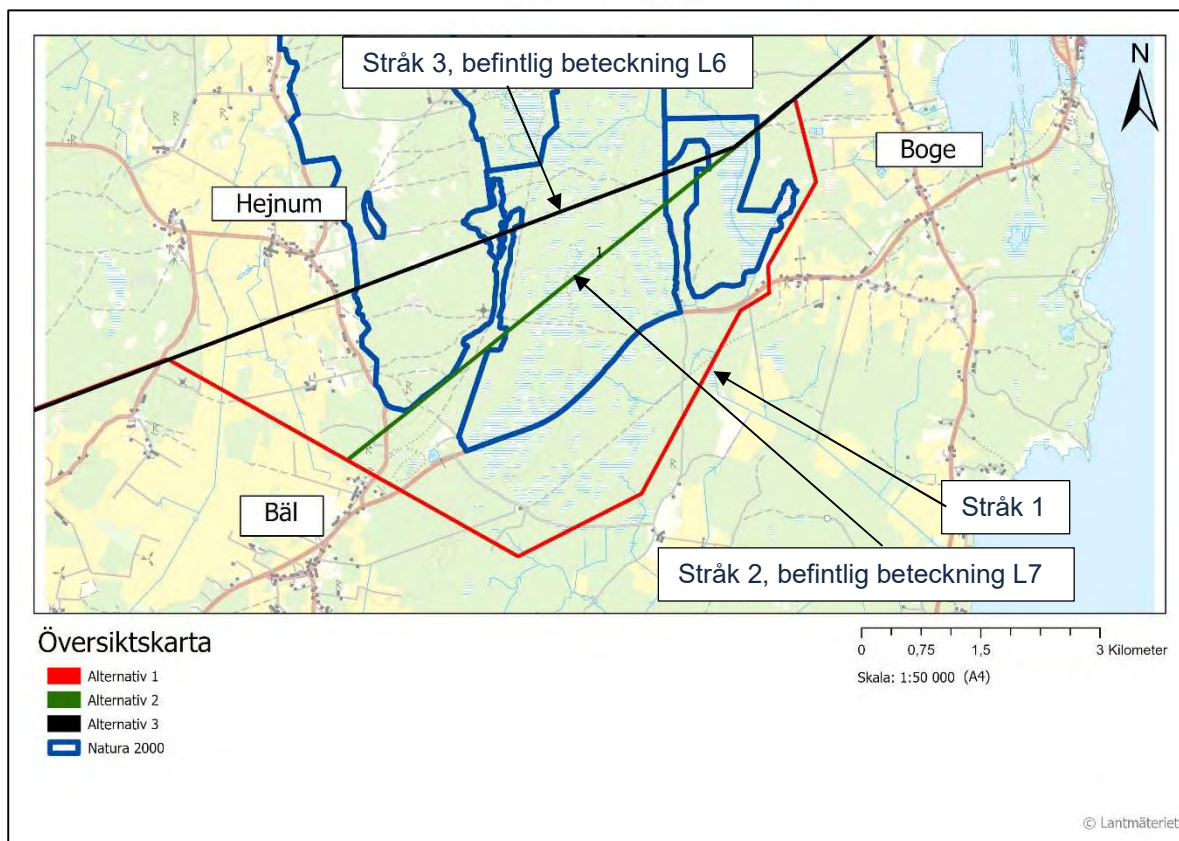 Stråk 3, befintlig beteckning L6
N
Boge
Hejnum
1
Stråk 1
Bäl
Stråk 2, befintlig beteckning L7
Översiktskarta
Alternativ 1
Alternativ 2
Alternativ 3
Natura 2000
0 0,75 1,5 3 Kilometer
Skala: 1:50 000 (A4)
© Lantmäteriet